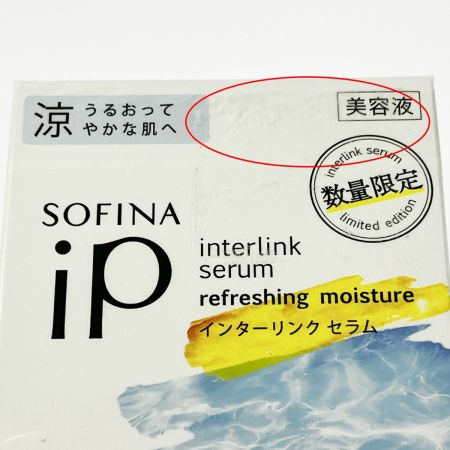 涼 うるおって
やかな肌へ
美容液
interlink serum
数量限定
limited edition
SOFINA
iP
interlink
serum
refreshing moisture
インターリンク セラム